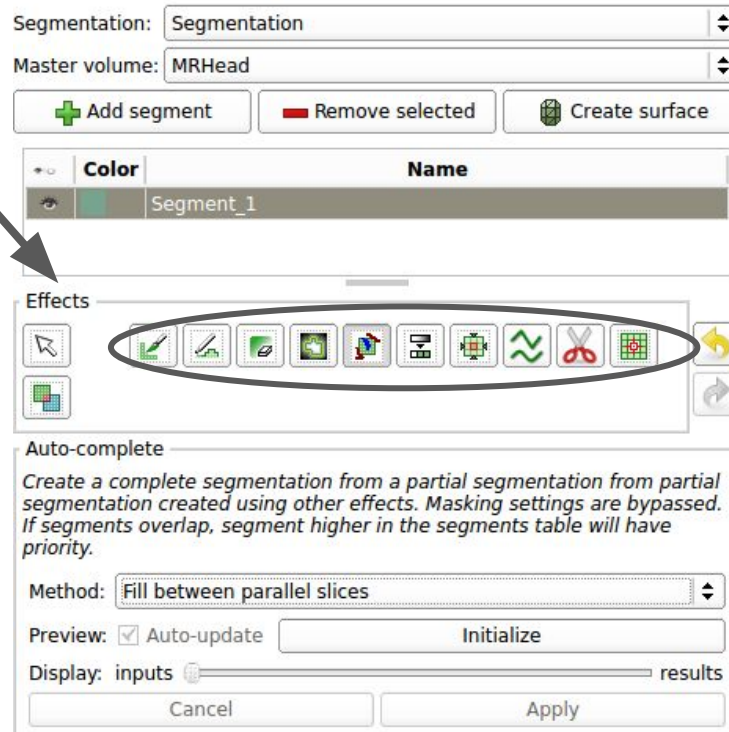 Segmentation: Segmentation
Master volume: MRHead
Add segment Remove selected Create surface
Color Name
Segment_1
Effects
Auto-complete
Create a complete segmentation from a partial segmentation from partial
segmentation created using other effects. Masking settings are bypassed.
If segments overlap, segment higher in the segments table will have
priority.
Method: Fill between parallel slices
Preview: Auto-update Initialize
Display: inputs results
Cancel Apply